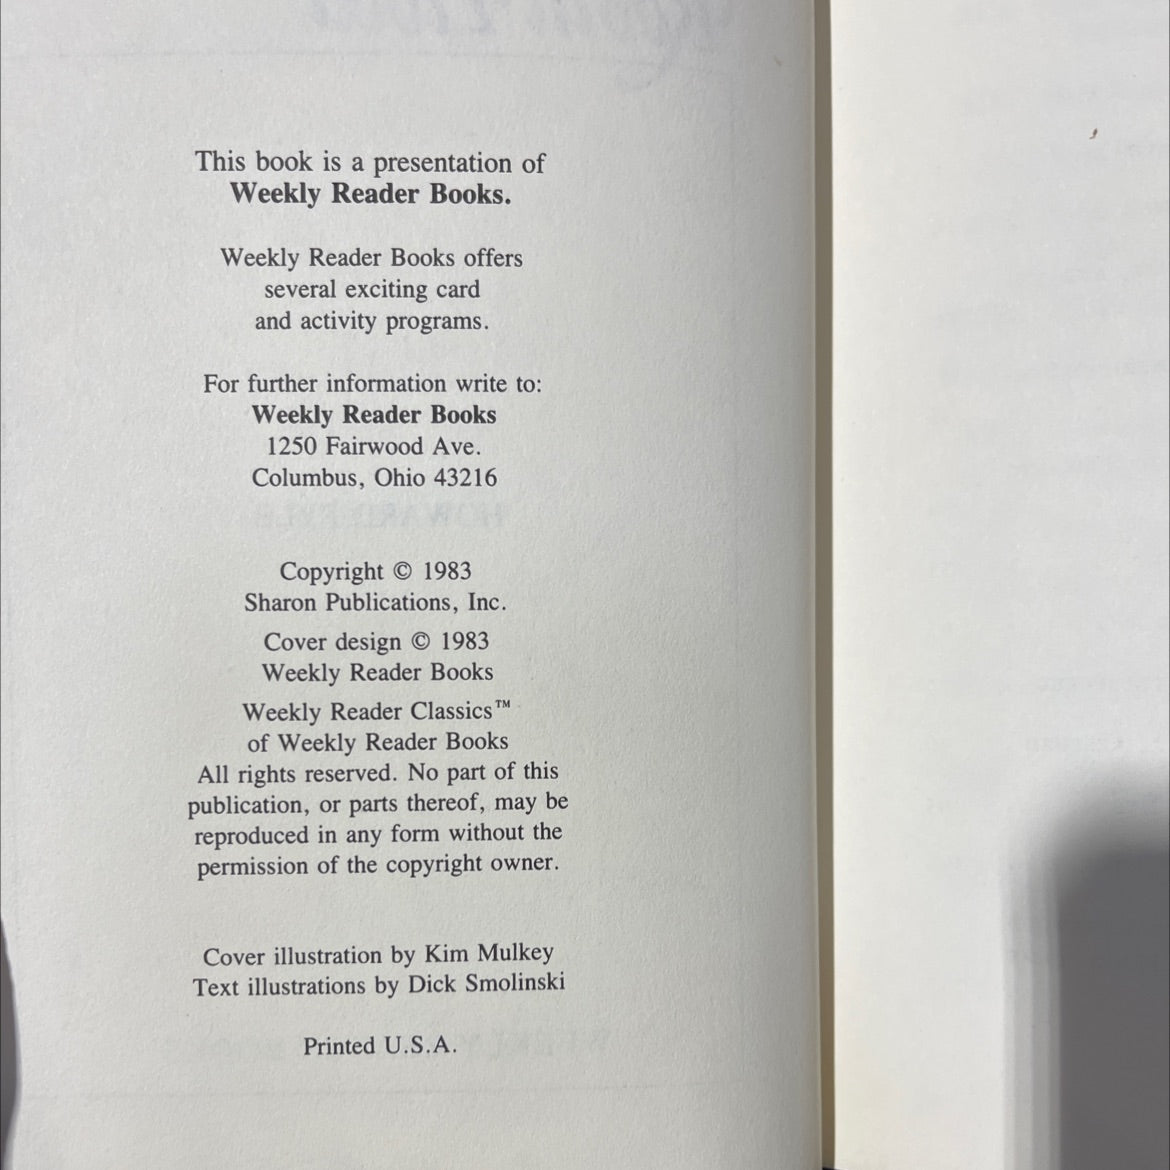 This book is a presentation of
Weekly Reader Books.
Weekly Reader Books offers
several exciting card
and activity programs.
For further information write to:
Weekly Reader Books
1250 Fairwood Ave.
Columbus, Ohio 43216
Copyright © 1983
Sharon Publications, Inc.
Cover design © 1983
Weekly Reader Books
Weekly Reader Classics™
of Weekly Reader Books
All rights reserved. No part of this
publication, or parts thereof, may be
reproduced in any form without the
permission of the copyright owner.
Cover illustration by Kim Mulkey
Text illustrations by Dick Smolinski
Printed U.S.A.